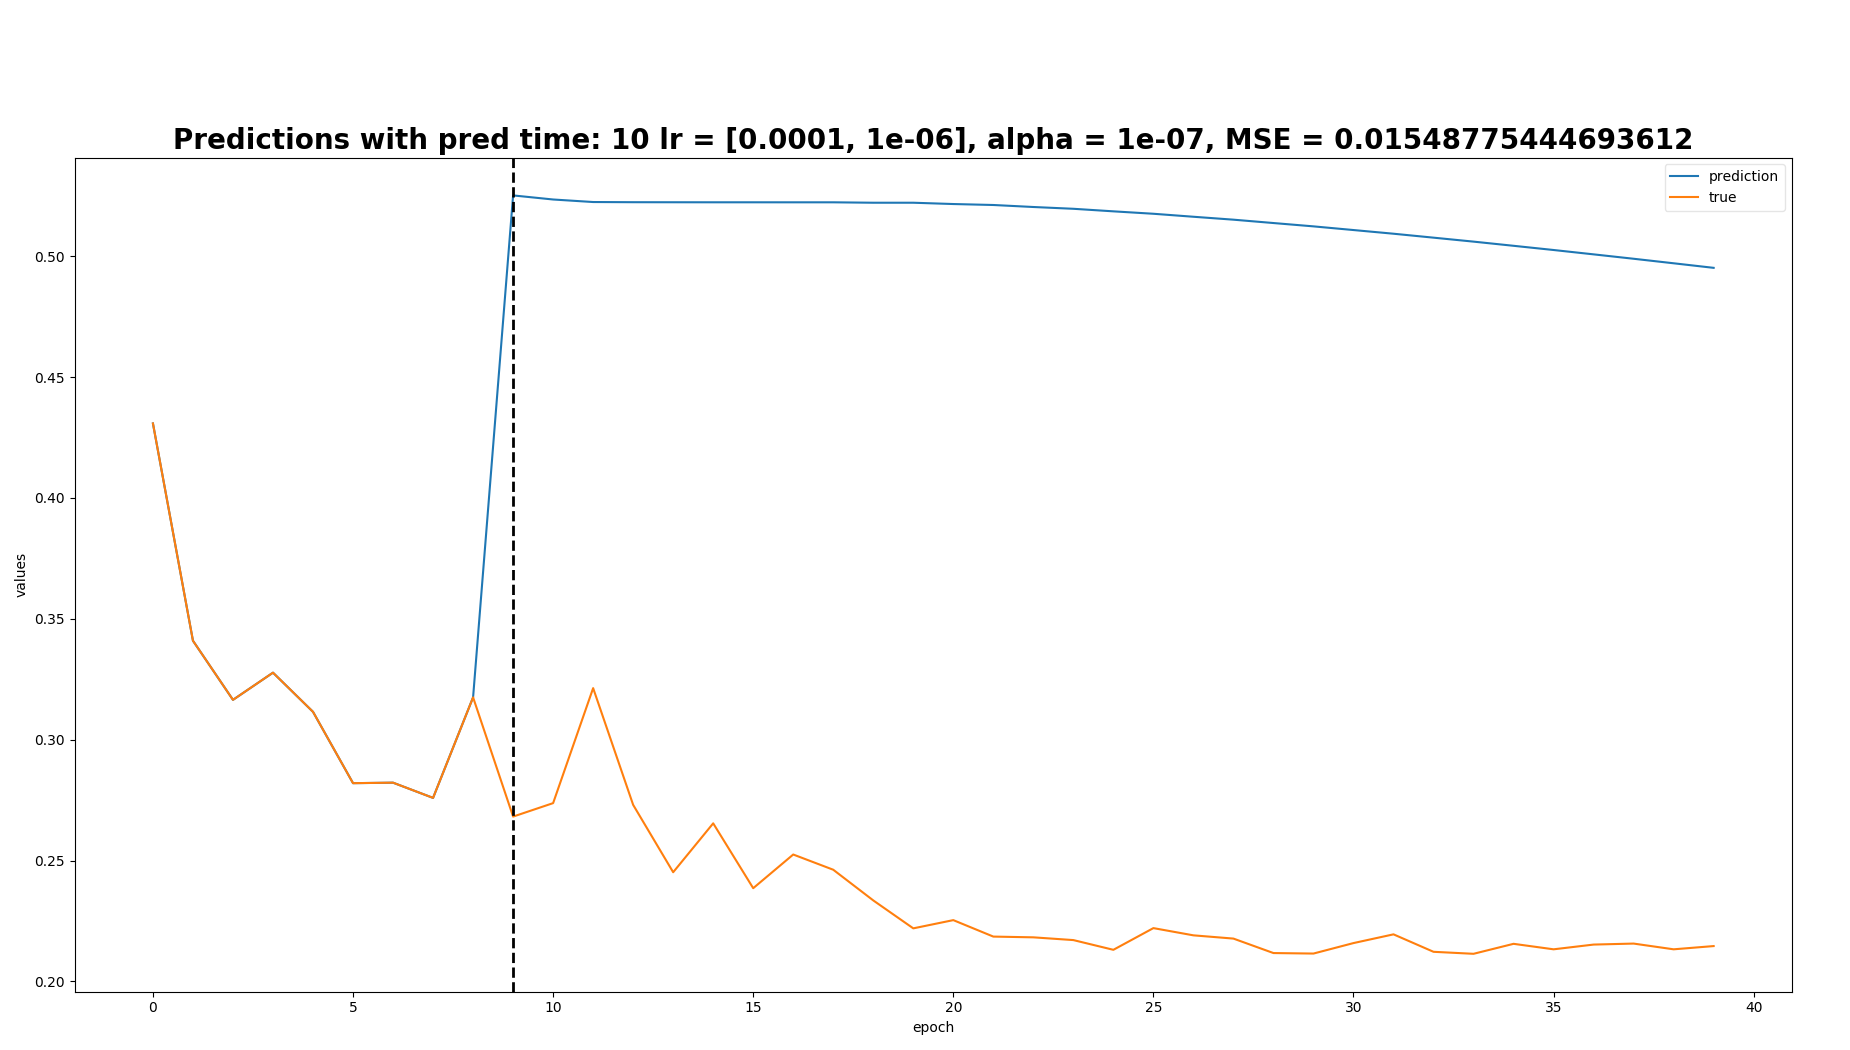 Predictions with pred time: 10 lr = [0.0001, 1e-06], alpha = 1e-07, MSE = 0.01548775444693612
prediction
true
0.50
0.45
0.40
0.35
0.30
0.25
0.20
values
0 5 10 15 20 25 30 35 40
epoch